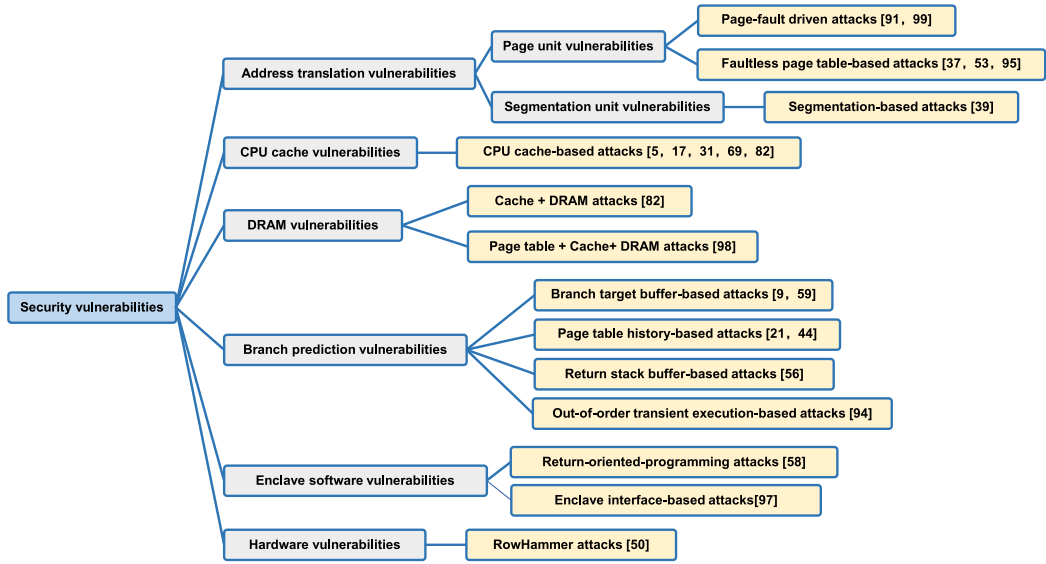 Security vulnerabilities
Address translation vulnerabilities
Page unit vulnerabilities
Page-fault driven attacks [91, 99]
Faultless page table-based attacks [37, 53, 95]
Segmentation unit vulnerabilities
Segmentation-based attacks [39]
CPU cache vulnerabilities
CPU cache-based attacks [5, 17, 31, 69, 82]
DRAM vulnerabilities
Cache + DRAM attacks [82]
Page table + Cache+ DRAM attacks [98]
Branch prediction vulnerabilities
Branch target buffer-based attacks [9, 59]
Page table history-based attacks [21, 44]
Return stack buffer-based attacks [56]
Out-of-order transient execution-based attacks [94]
Enclave software vulnerabilities
Return-oriented-programming attacks [58]
Enclave interface-based attacks[97]
Hardware vulnerabilities
RowHammer attacks [50]